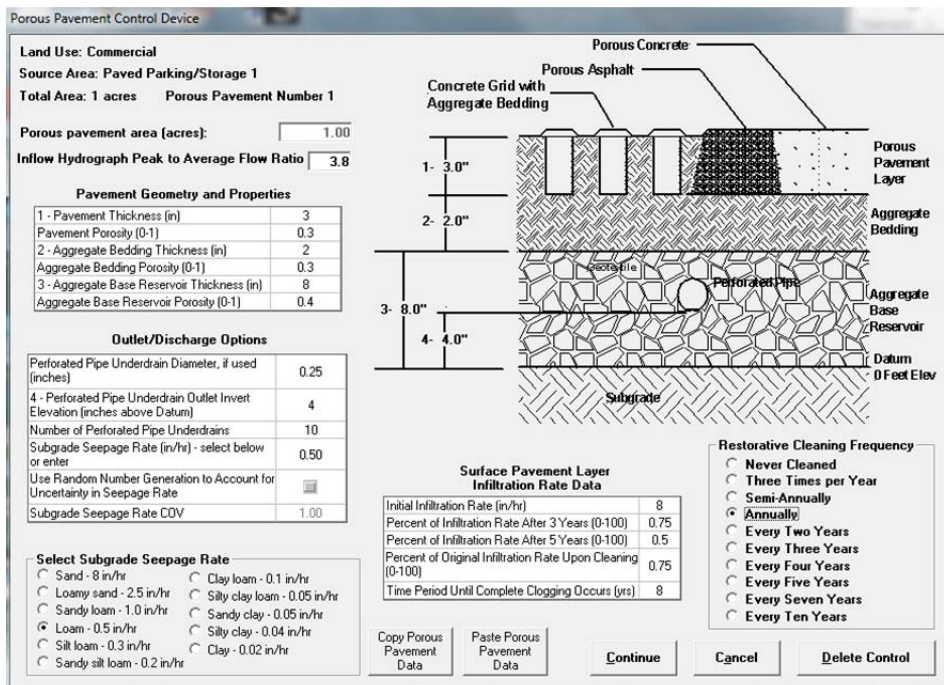 Porous Pavement Control Device
Land Use: Commercial
Source Area: Paved Parking/Storage 1
Total Area: 1 acres Porous Pavement Number 1
Porous pavement area (acres): 1.00
Inflow Hydrograph Peak to Average Flow Ratio 3.8
Pavement Geometry and Properties
1 - Pavement Thickness (in) 3
Pavement Porosity (0-1) 0.3
2 - Aggregate Bedding Thickness (in) 2
Aggregate Bedding Porosity (0-1) 0.3
3 - Aggregate Base Reservoir Thickness (in) 8
Aggregate Base Reservoir Porosity (0-1) 0.4
Outlet/Discharge Options
Perforated Pipe Underdrain Diameter, if used
(inches) 0.25
4 - Perforated Pipe Underdrain Outlet Invert
Elevation (inches above Datum) 4
Number of Perforated Pipe Underdrains 10
Subgrade Seepage Rate (in/hr) - select below
or enter 0.50
Use Random Number Generation to Account for
Uncertainty in Seepage Rate
Subgrade Seepage Rate COV 1.00
Select Subgrade Seepage Rate
Sand - 8 in/hr
Loamy sand - 2.5 in/hr
Sandy loam - 1.0 in/hr
Loam - 0.5 in/hr
Silt loam - 0.3 in/hr
Sandy silt loam - 0.2 in/hr
Clay loam - 0.1 in/hr
Silty clay loam - 0.05 in/hr
Sandy clay - 0.05 in/hr
Silty clay - 0.04 in/hr
Clay - 0.02 in/hr
Porous Concrete
Porous Asphalt
Concrete Grid with
Aggregate Bedding
1- 3.0"
2- 2.0"
3- 8.0"
4- 4.0"
Geotextile
Perforated Pipe
Subgrade
Porous
Pavement
Layer
Aggregate
Bedding
Aggregate
Base
Reservoir
Datum
0 Feet Elev
Surface Pavement Layer
Infiltration Rate Data
Initial Infiltration Rate (in/hr) 8
Percent of Infiltration Rate After 3 Years (0-100) 0.75
Percent of Infiltration Rate After 5 Years (0-100) 0.5
Percent of Original Infiltration Rate Upon Cleaning
(0-100) 0.75
Time Period Until Complete Clogging Occurs (yrs) 8
Restorative Cleaning Frequency
Never Cleaned
Three Times per Year
Semi-Annually
Annually
Every Two Years
Every Three Years
Every Four Years
Every Five Years
Every Seven Years
Every Ten Years
Copy Porous
Pavement
Data
Paste Porous
Pavement
Data
Continue
Cancel
Delete Control